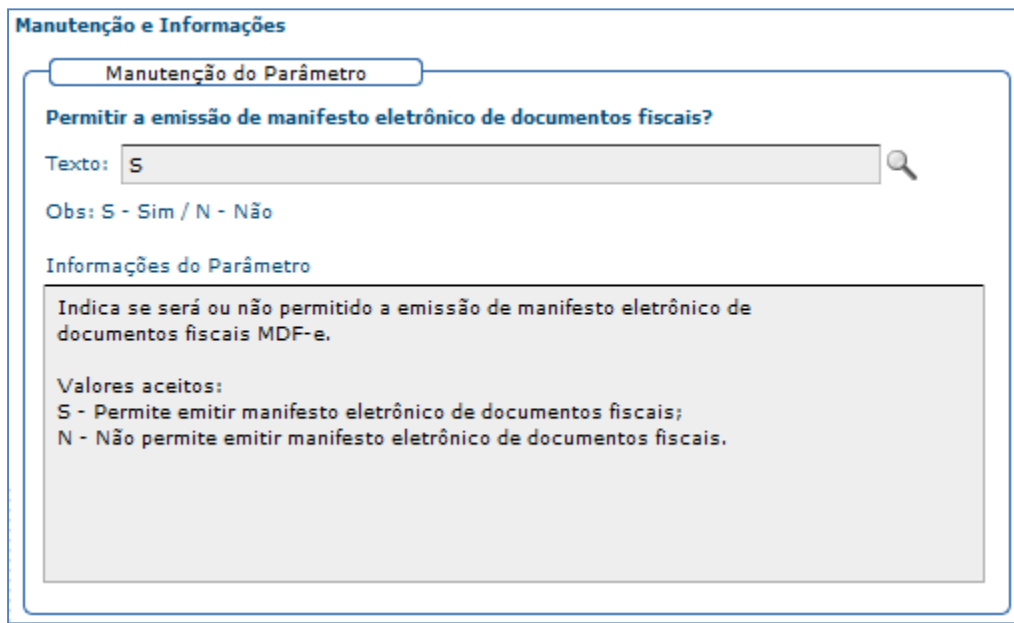 Manutenção e Informações
Manutenção do Parâmetro
Permitir a emissão de manifesto eletrônico de documentos fiscais?
Texto: S
Obs: S - Sim / N - Não
Informações do Parâmetro
Indica se será ou não permitido a emissão de manifesto eletrônico de
documentos fiscais MDF-e.
Valores aceitos:
S - Permite emitir manifesto eletrônico de documentos fiscais;
N - Não permite emitir manifesto eletrônico de documentos fiscais.